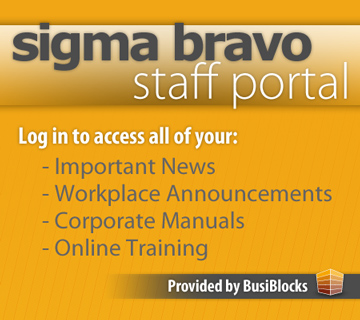 sigma bravo
staff portal
Log in to access all of your:
- Important News
- Workplace Announcements
- Corporate Manuals
- Online Training
Provided by BusiBlocks